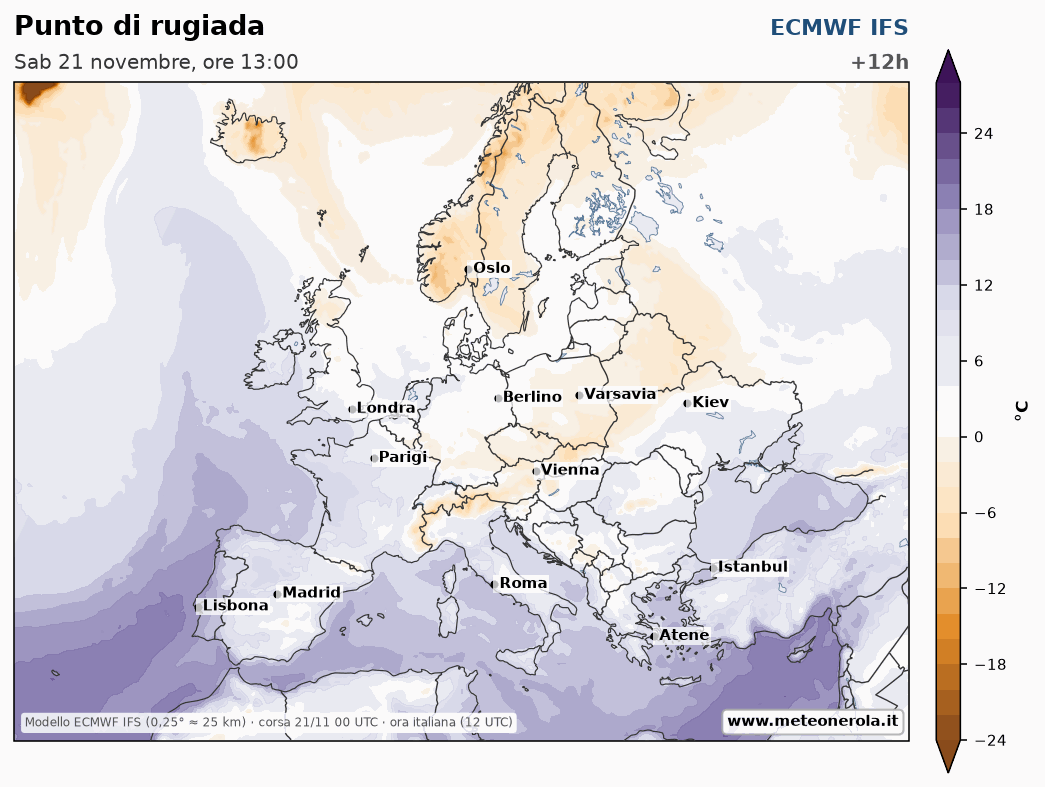 Punto di rugiada
ECMWF IFS
Sab 21 novembre, ore 13:00
+12h
24
18
12
6
0
−6
−12
−18
−24
°C
Oslo
Berlino
Varsavia
Kiev
Londra
Parigi
Vienna
Istanbul
Roma
Madrid
Lisbona
Atene
Modello ECMWF IFS (0,25° ≈ 25 km) · corsa 21/11 00 UTC · ora italiana (12 UTC)
www.meteonerola.it